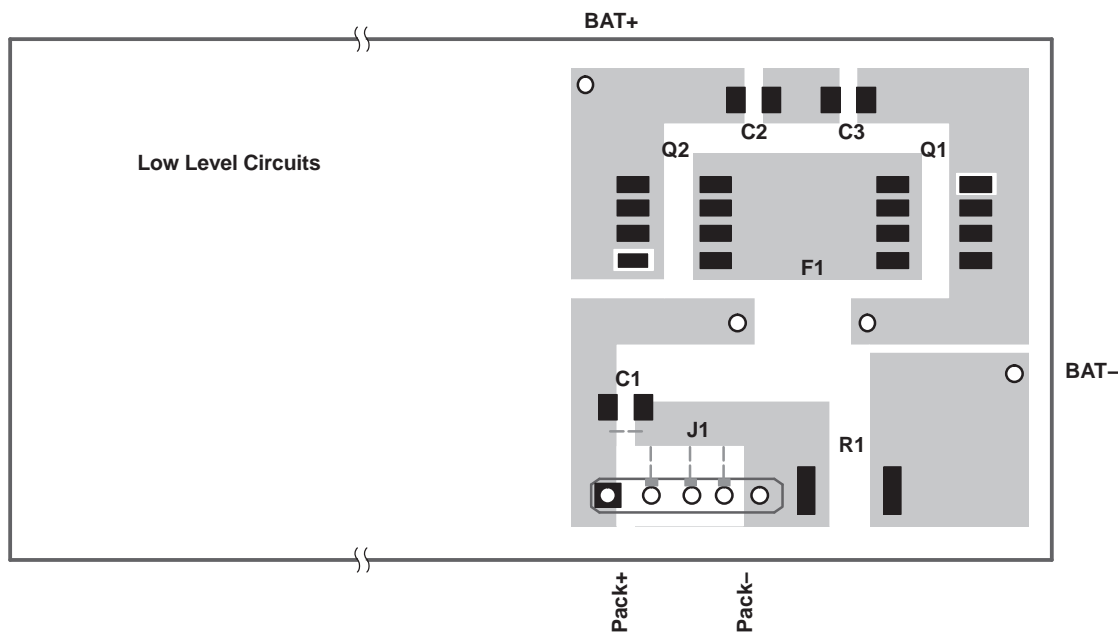 BAT+
C2
C3
Q2
Q1
Low Level Circuits
F1
BAT–
C1
J1
R1
Pack+
Pack–